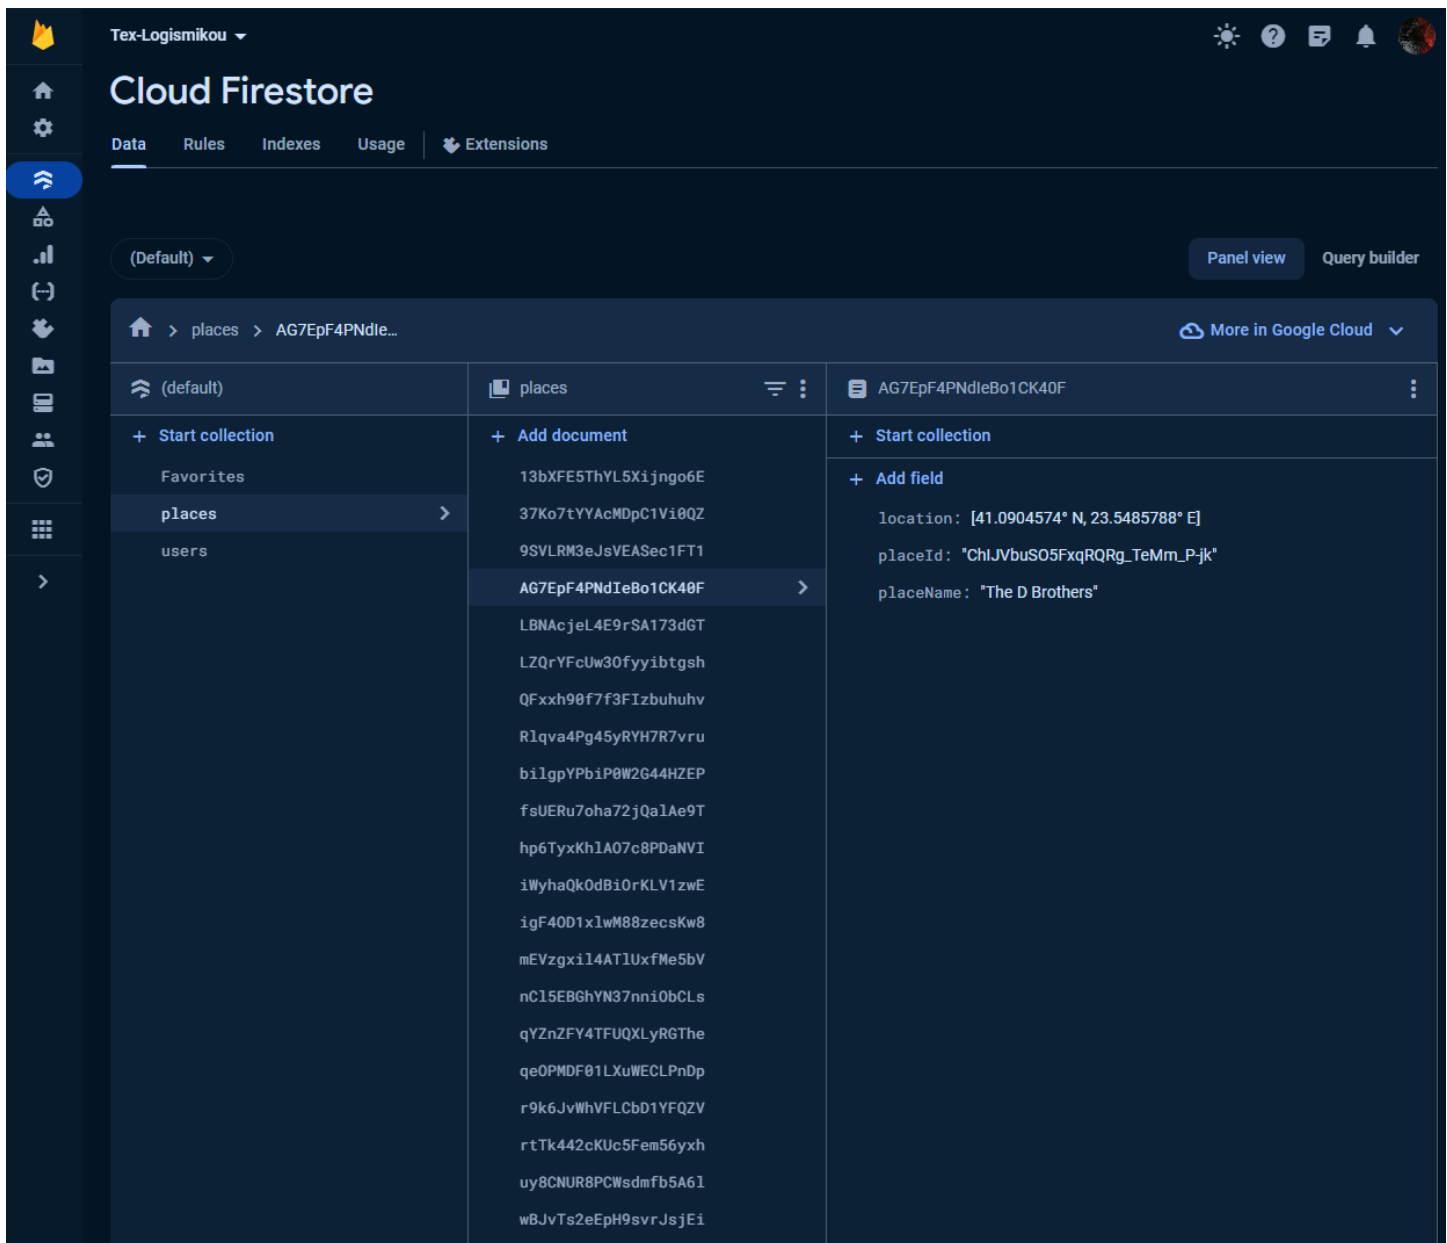 Tex-Logismikou
Cloud Firestore
Data Rules Indexes Usage Extensions
(Default) Panel view Query builder
places AG7EpF4PNdIe... More in Google Cloud
(default) places AG7EpF4PNdIeBo1CK40F
Start collection Add document Start collection
Favorites 13bXFE5ThYL5Xijngo6E Add field
places 37Ko7tYYAcMDpC1Vi0QZ location: [41.0904574° N, 23.5485788° E]
users 9SVLRM3eJsVEASec1FT1 placeId: "ChIJVbuSO5FxqRQRg_TeMm_P-jk"
AG7EpF4PNdIeBo1CK40F placeName: "The D Brothers"
LBNAcjeL4E9rSA173dGT
LZQrYFcUw3Ofyyibtgsh
QFxxh90f7f3FIzbuhuhv
Rlqva4Pg45yRYH7R7vru
bilgpYPbiP0W2G44HZEP
fsUERu7oha72jQalAe9T
hp6TyxKhlAO7c8PDaNVI
iWyhaQkOdBiOrKLV1zwE
igF4OD1xlwM88zecsKw8
mEVzgxil4ATlUxfMe5bV
nCl5EBGhYN37nniObCLs
qYZnZFY4TFUQXLyRGThe
qeOPMDF01LXuWECLPnDp
r9k6JvWhVFLCbD1YFQZV
rtTk442cKUc5Fem56yxh
uy8CNUR8PCWsdmfb5A6l
wBJvTs2eEpH9svrJsjEi